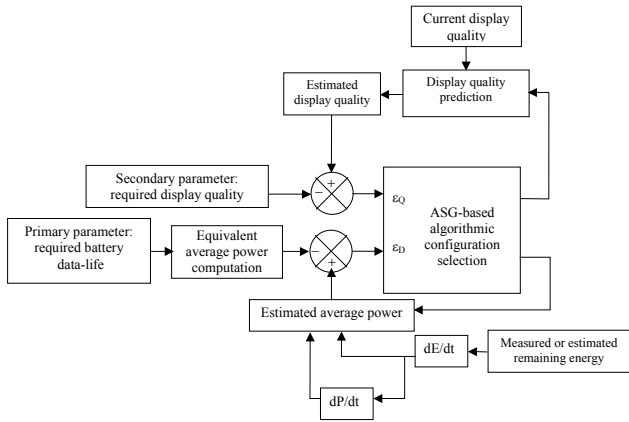 Current display
quality
Estimated
display quality
Display quality
prediction
Secondary parameter:
required display quality
−
+
εQ
ASG-based
algorithmic
configuration
selection
Primary parameter:
required battery
data-life
Equivalent
average power
computation
−
+
εD
Estimated average power
dE/dt
Measured or estimated
remaining energy
dP/dt